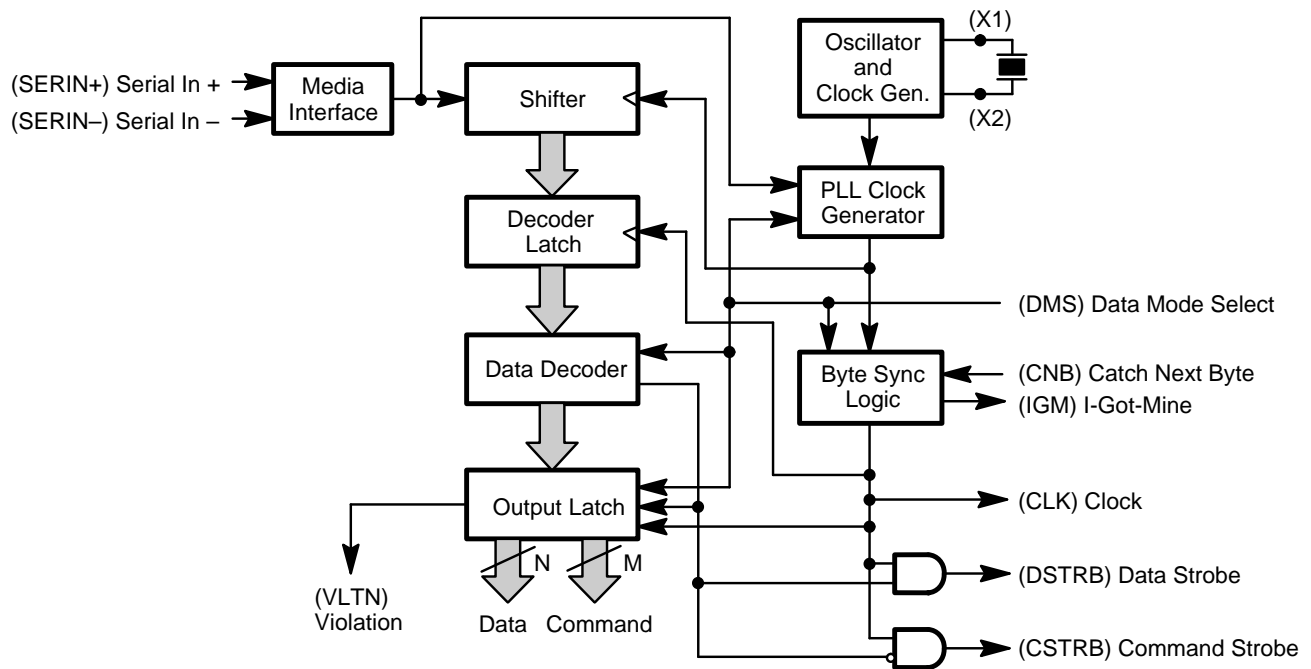 (X1)
Oscillator
and
Clock Gen.
(X2)
(SERIN+) Serial In +
(SERIN–) Serial In –
Media
Interface
Shifter
PLL Clock
Generator
Decoder
Latch
(DMS) Data Mode Select
Data Decoder
Byte Sync
Logic
(CNB) Catch Next Byte
(IGM) I-Got-Mine
Output Latch
(CLK) Clock
N
M
(DSTRB) Data Strobe
(VLTN)
Violation
Data
Command
(CSTRB) Command Strobe